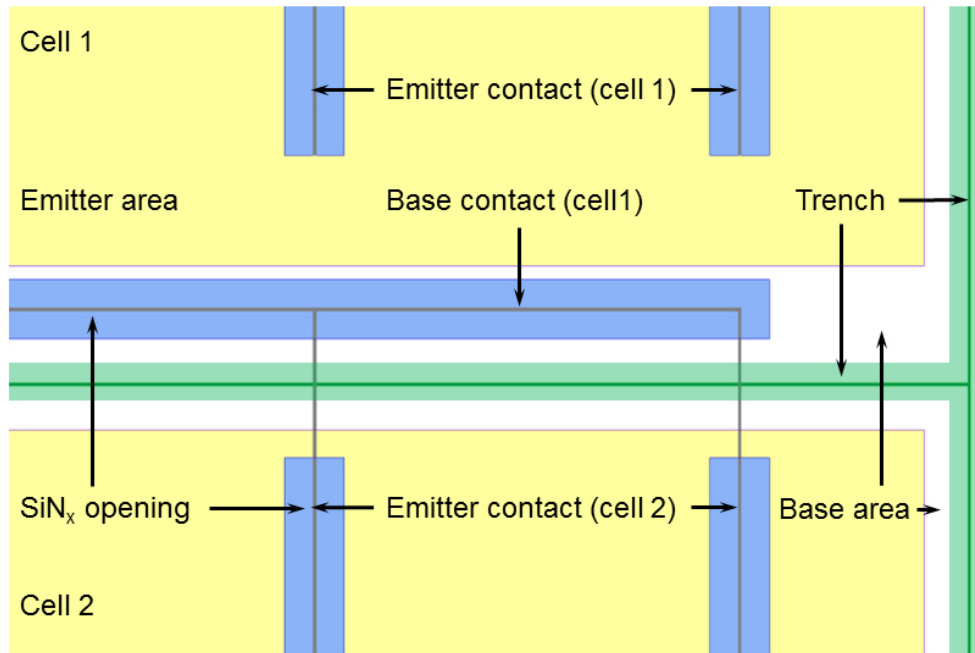 Cell 1
Emitter contact (cell 1)
Emitter area
Base contact (cell1)
Trench
SiNx opening
Emitter contact (cell 2)
Base area
Cell 2